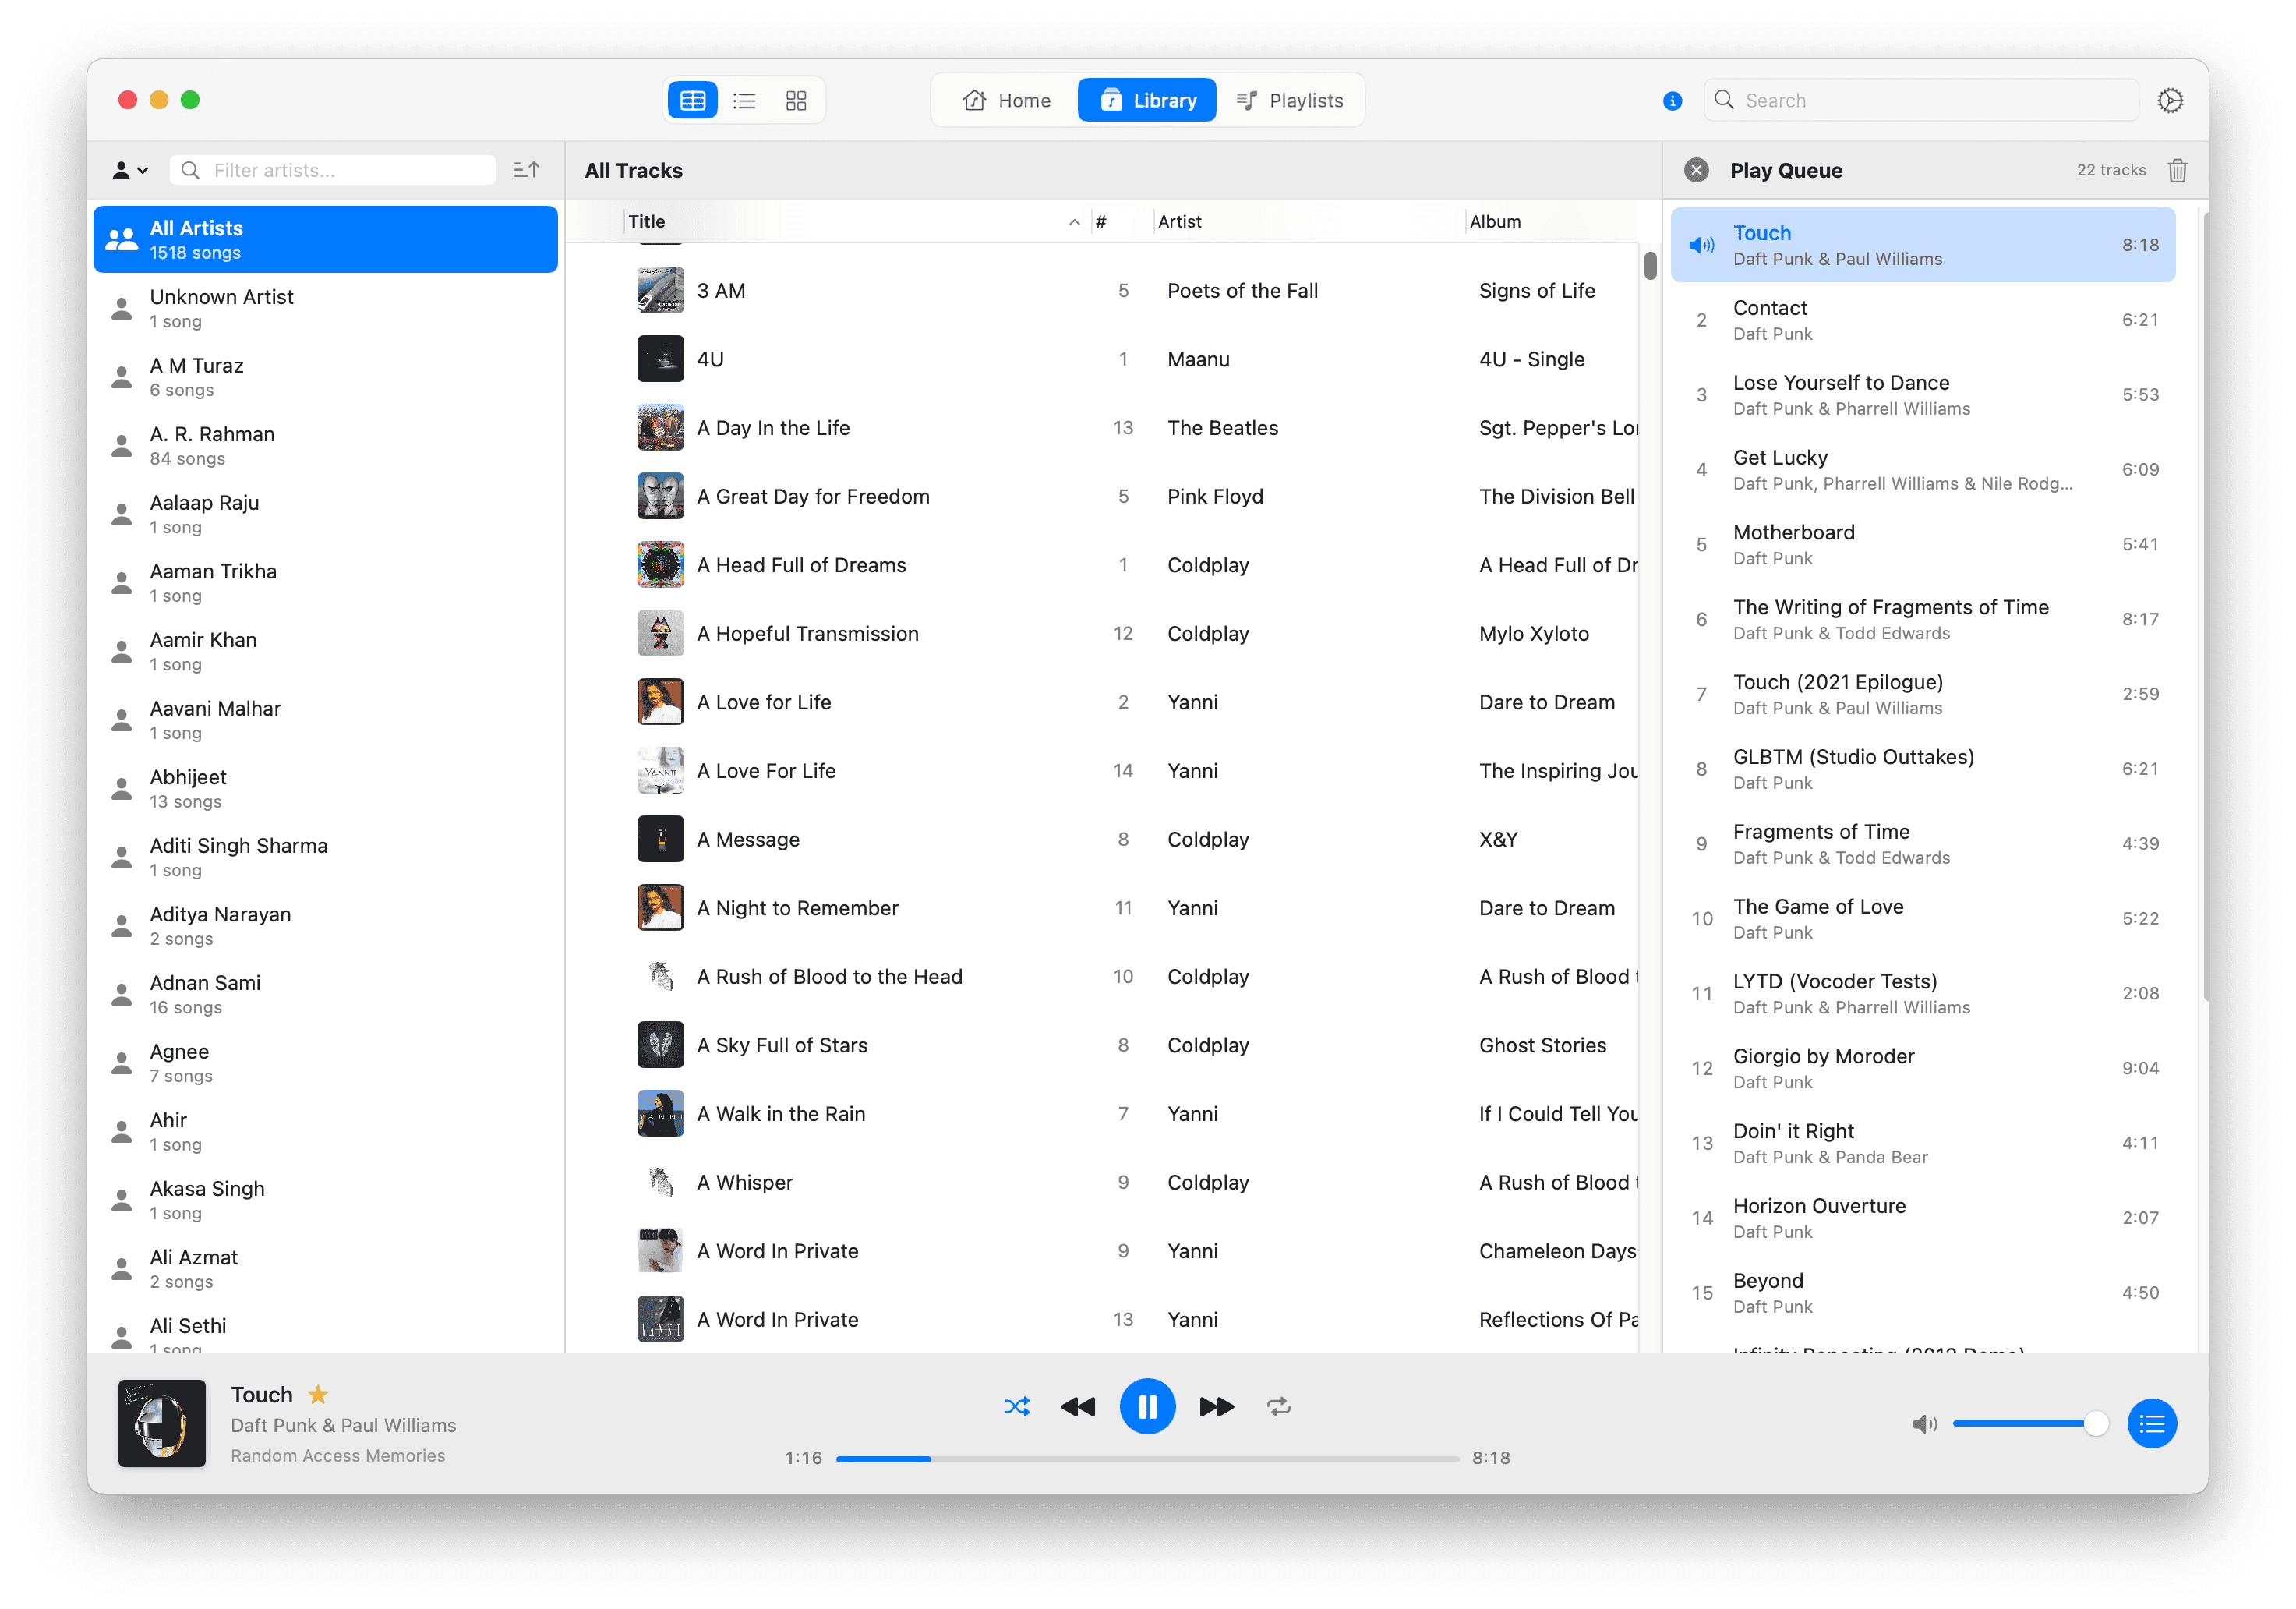 Home
Library
Playlists
Search
Filter artists...
All Artists
1518 songs
Unknown Artist
1 song
A M Turaz
6 songs
A. R. Rahman
84 songs
Aalaap Raju
1 song
Aaman Trikha
1 song
Aamir Khan
1 song
Aavani Malhar
1 song
Abhijeet
13 songs
Aditi Singh Sharma
1 song
Aditya Narayan
2 songs
Adnan Sami
16 songs
Agnee
7 songs
Ahir
1 song
Akasa Singh
1 song
Ali Azmat
2 songs
Ali Sethi
1 song
All Tracks
Title # Artist Album
3 AM 5 Poets of the Fall Signs of Life
4U 1 Maanu 4U - Single
A Day In the Life 13 The Beatles Sgt. Pepper's Lo
A Great Day for Freedom 5 Pink Floyd The Division Bell
A Head Full of Dreams 1 Coldplay A Head Full of Dr
A Hopeful Transmission 12 Coldplay Mylo Xyloto
A Love for Life 2 Yanni Dare to Dream
A Love For Life 14 Yanni The Inspiring Jou
A Message 8 Coldplay X&Y
A Night to Remember 11 Yanni Dare to Dream
A Rush of Blood to the Head 10 Coldplay A Rush of Blood
A Sky Full of Stars 8 Coldplay Ghost Stories
A Walk in the Rain 7 Yanni If I Could Tell You
A Whisper 9 Coldplay A Rush of Blood
A Word In Private 9 Yanni Chameleon Days
A Word In Private 13 Yanni Reflections Of Pa
Play Queue 22 tracks
Touch 8:18
Daft Punk & Paul Williams
2 Contact 6:21
Daft Punk
3 Lose Yourself to Dance 5:53
Daft Punk & Pharrell Williams
4 Get Lucky 6:09
Daft Punk, Pharrell Williams & Nile Rodg...
5 Motherboard 5:41
Daft Punk
6 The Writing of Fragments of Time 8:17
Daft Punk & Todd Edwards
7 Touch (2021 Epilogue) 2:59
Daft Punk & Paul Williams
8 GLBTM (Studio Outtakes) 6:21
Daft Punk
9 Fragments of Time 4:39
Daft Punk & Todd Edwards
10 The Game of Love 5:22
Daft Punk
11 LYTD (Vocoder Tests) 2:08
Daft Punk & Pharrell Williams
12 Giorgio by Moroder 9:04
Daft Punk
13 Doin' it Right 4:11
Daft Punk & Panda Bear
14 Horizon Ouverture 2:07
Daft Punk
15 Beyond 4:50
Daft Punk
Infinity Repeating (2013 Demo)
Touch
Daft Punk & Paul Williams
Random Access Memories
1:16 8:18